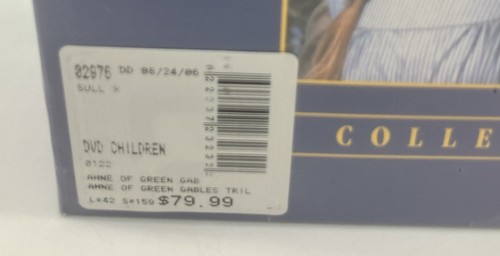 02976 DD 06/24/06
SULL
DVD CHILDREN
0122
ANNE OF GREEN GAB
ANNE OF GREEN GABLES TRIL
L=42 S=159 $79.99
COLLE